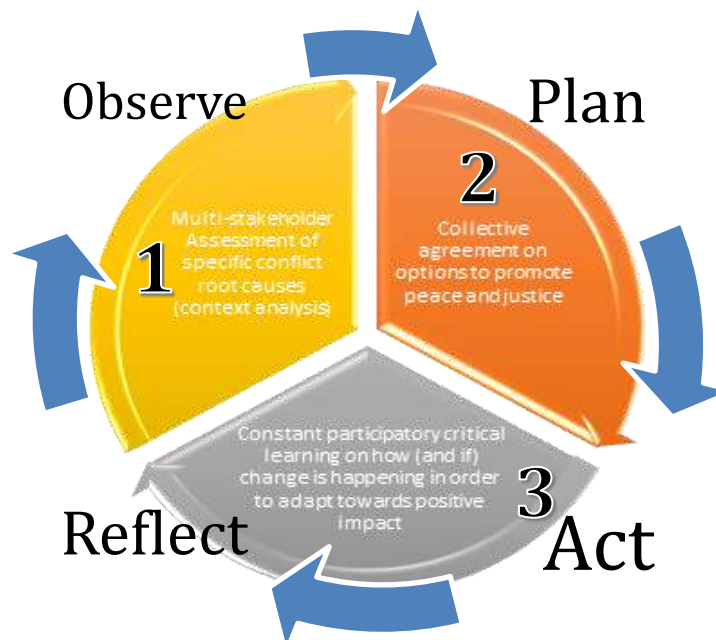 Observe
Plan
1
Multi-stakeholder
Assessment of
specific conflict
root causes
(context analysis)
2
Collective
agreement on
options to promote
peace and justice
Constant participatory critical
learning on how (and if)
change is happening in order
to adapt towards positive
impact
3
Reflect
Act